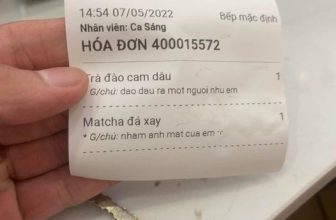 14:54 07/05/2022 Bếp mặc định
Nhân viên: Ca Sáng
HÓA ĐƠN 400015572
Trà đào cam dâu 1
* G/chú: dao dau ra mot nguoi nhu em
Matcha đá xay 1
* G/chú: nham anh mat cua em :<